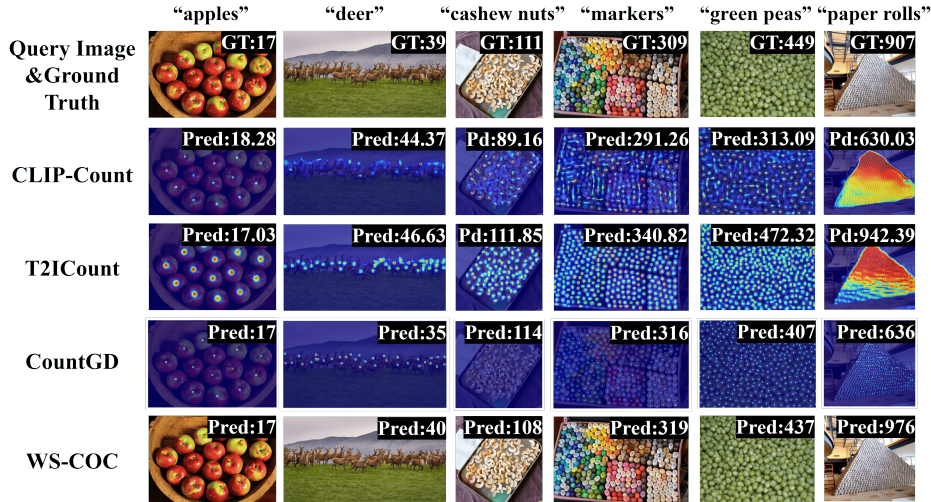 “apples” “deer” “cashew nuts” “markers” “green peas” “paper rolls”
Query Image
&Ground
Truth
GT:17 GT:39 GT:111 GT:309 GT:449 GT:907
CLIP-Count
Pred:18.28 Pred:44.37 Pd:89.16 Pred:291.26 Pred:313.09 Pd:630.03
T2ICount
Pred:17.03 Pred:46.63 Pd:111.85 Pred:340.82 Pred:472.32 Pd:942.39
CountGD
Pred:17 Pred:35 Pred:114 Pred:316 Pred:407 Pred:636
WS-COC
Pred:17 Pred:40 Pred:108 Pred:319 Pred:437 Pred:976